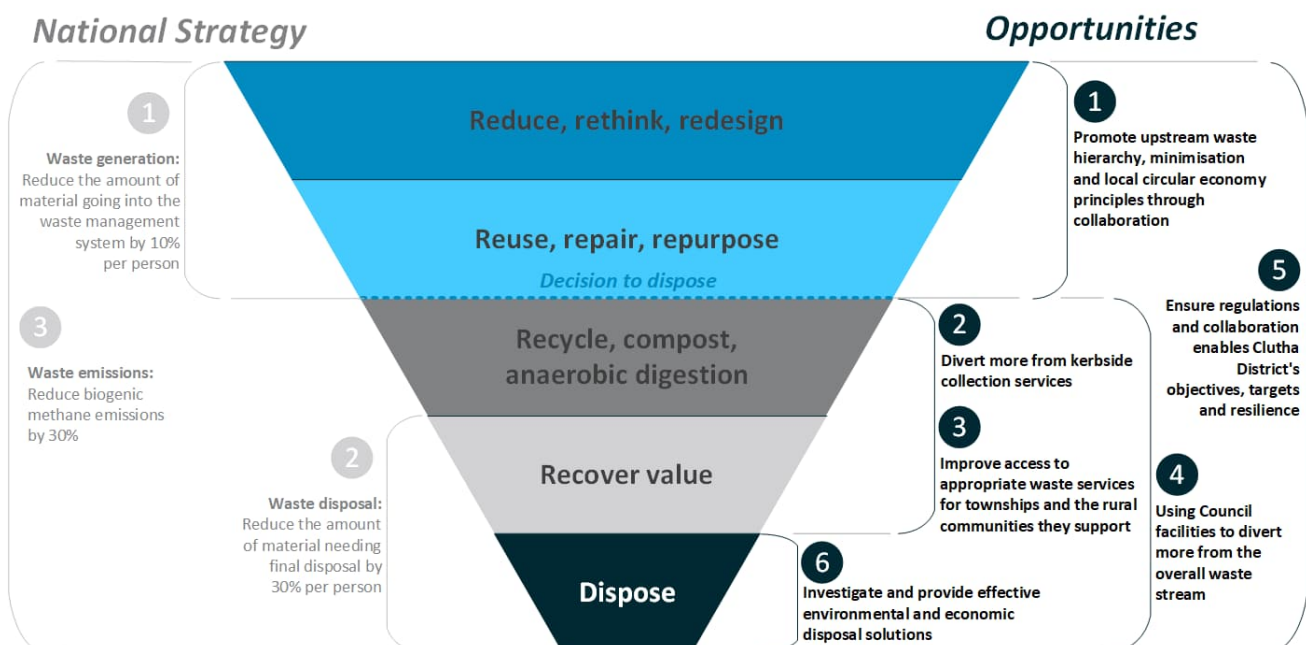 National Strategy
Opportunities
1
Waste generation:
Reduce the amount of
material going into the
waste management
system by 10%
per person
3
Waste emissions:
Reduce biogenic
methane emissions
by 30%
2
Waste disposal:
Reduce the amount
of material needing
final disposal by
30% per person
Reduce, rethink, redesign
Reuse, repair, repurpose
Decision to dispose
Recycle, compost,
anaerobic digestion
Recover value
Dispose
1
Promote upstream waste
hierarchy, minimisation
and local circular economy
principles through
collaboration
2
Divert more from kerbside
collection services
3
Improve access to
appropriate waste services
for townships and the rural
communities they support
6
Investigate and provide effective
environmental and economic
disposal solutions
5
Ensure regulations
and collaboration
enables Clutha
District's
objectives, targets
and resilience
4
Using Council
facilities to divert
more from the
overall waste
stream